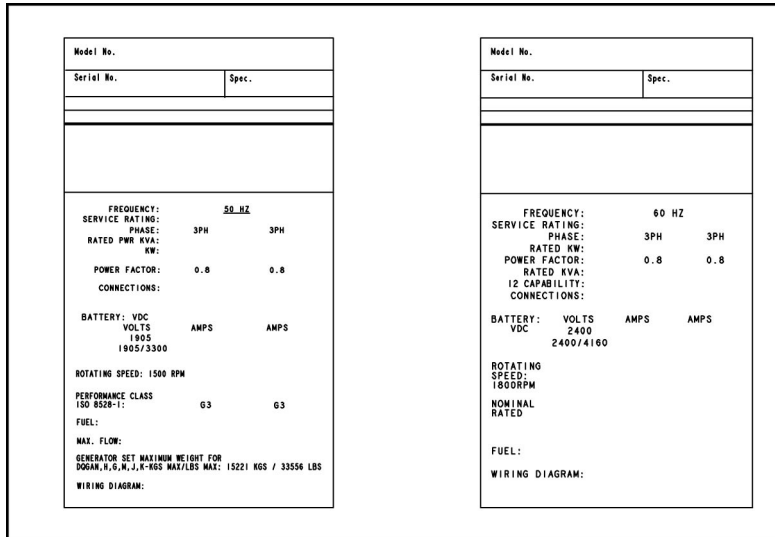 Model No.
Serial No. Spec.
FREQUENCY: 50 HZ
SERVICE RATING:
PHASE: 3PH 3PH
RATED PWR KVA:
KW:
POWER FACTOR: 0.8 0.8
CONNECTIONS:
BATTERY: VDC
VOLTS AMPS AMPS
1905
1905/3300
ROTATING SPEED: 1500 RPM
PERFORMANCE CLASS
ISO 8528-1: G3 G3
FUEL:
MAX. FLOW:
GENERATOR SET MAXIMUM WEIGHT FOR
DQGAN,H,G,M,J,K-KGS MAX/LBS MAX: 15221 KGS / 33556 LBS
WIRING DIAGRAM:
Model No.
Serial No. Spec.
FREQUENCY: 60 HZ
SERVICE RATING:
PHASE: 3PH 3PH
RATED KW:
POWER FACTOR: 0.8 0.8
RATED KVA:
I2 CAPABILITY:
CONNECTIONS:
BATTERY: VOLTS AMPS AMPS
VDC 2400
2400/4160
ROTATING
SPEED:
1800RPM
NOMINAL
RATED
FUEL:
WIRING DIAGRAM: